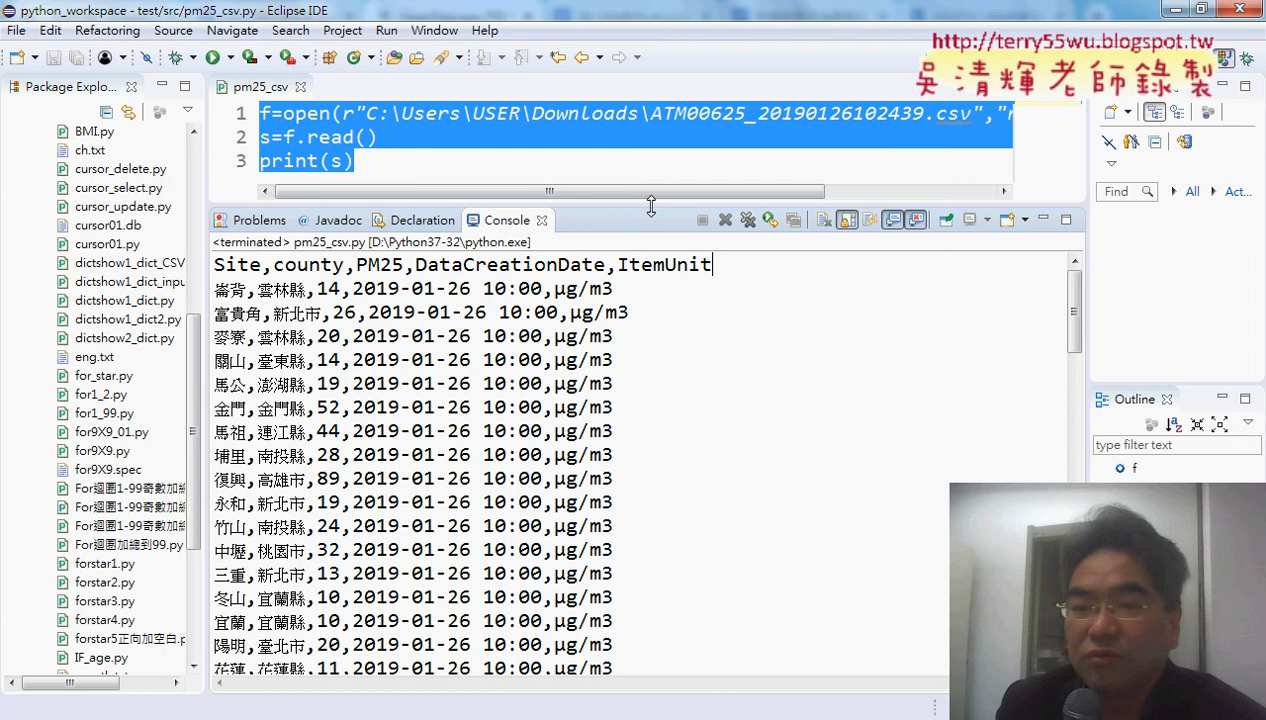 python_workspace - test/src/pm25_csv.py - Eclipse IDE
File Edit Refactoring Source Navigate Search Project Run Window Help
http://terry55wu.blogspot.tw
吳清輝老師錄製
Package Explo...
pm25_csv
BMI.py
ch.txt
cursor_delete.py
cursor_select.py
cursor_update.py
cursor01.db
cursor01.py
dictshow1_dict_CSV
dictshow1_dict_inpu
dictshow1_dict.py
dictshow1_dict2.py
dictshow2_dict.py
eng.txt
for_star.py
for1_2.py
for1_99.py
for9X9_01.py
for9X9.py
for9X9.spec
For迴圈1-99奇數加總
For迴圈1-99奇數加總
For迴圈1-99奇數加總
For迴圈加總到99.py
forstar1.py
forstar2.py
forstar3.py
forstar4.py
forstar5正向加空白.p
IF_age.py
1 f=open(r"C:\Users\USER\Downloads\ATM00625_20190126102439.csv","r
2 s=f.read()
3 print(s)
Problems Javadoc Declaration Console
<terminated> pm25_csv.py [D:\Python37-32\python.exe]
Site,county,PM25,DataCreationDate,ItemUnit
崙背,雲林縣,14,2019-01-26 10:00,μg/m3
富貴角,新北市,26,2019-01-26 10:00,μg/m3
麥寮,雲林縣,20,2019-01-26 10:00,μg/m3
關山,臺東縣,14,2019-01-26 10:00,μg/m3
馬公,澎湖縣,19,2019-01-26 10:00,μg/m3
金門,金門縣,52,2019-01-26 10:00,μg/m3
馬祖,連江縣,44,2019-01-26 10:00,μg/m3
埔里,南投縣,28,2019-01-26 10:00,μg/m3
復興,高雄市,89,2019-01-26 10:00,μg/m3
永和,新北市,19,2019-01-26 10:00,μg/m3
竹山,南投縣,24,2019-01-26 10:00,μg/m3
中壢,桃園市,32,2019-01-26 10:00,μg/m3
三重,新北市,13,2019-01-26 10:00,μg/m3
冬山,宜蘭縣,10,2019-01-26 10:00,μg/m3
宜蘭,宜蘭縣,10,2019-01-26 10:00,μg/m3
陽明,臺北市,20,2019-01-26 10:00,μg/m3
花蓮,花蓮縣,11,2019-01-26 10:00,μg/m3
Find All Act...
Outline
type filter text
f